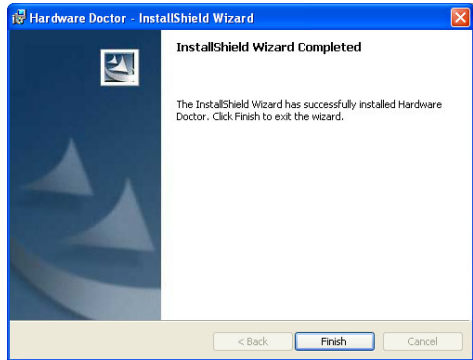 Hardware Doctor - InstallShield Wizard
InstallShield Wizard Completed
The InstallShield Wizard has successfully installed Hardware
Doctor. Click Finish to exit the wizard.
< Back
Finish
Cancel